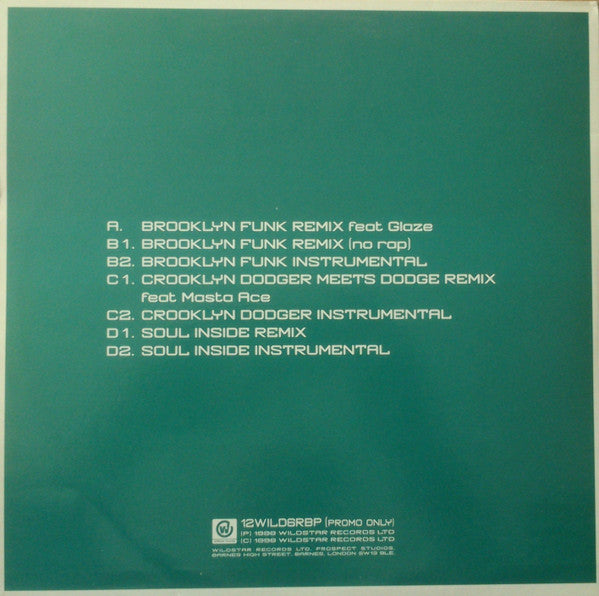 A. BROOKLYN FUNK REMIX feat Glaze
B1. BROOKLYN FUNK REMIX (no rap)
B2. BROOKLYN FUNK INSTRUMENTAL
C1. CROOKLYN DODGER MEETS DODGE REMIX
feat Masta Ace
C2. CROOKLYN DODGER INSTRUMENTAL
D1. SOUL INSIDE REMIX
D2. SOUL INSIDE INSTRUMENTAL
12WILD6RBP (PROMO ONLY)
(P) 1998 WILDSTAR RECORDS LTD
(C) 1998 WILDSTAR RECORDS LTD
WILDSTAR RECORDS LTD. PROSPECT STUDIOS.
BARNES HIGH STREET. BARNES, LONDON SW13 9LE.